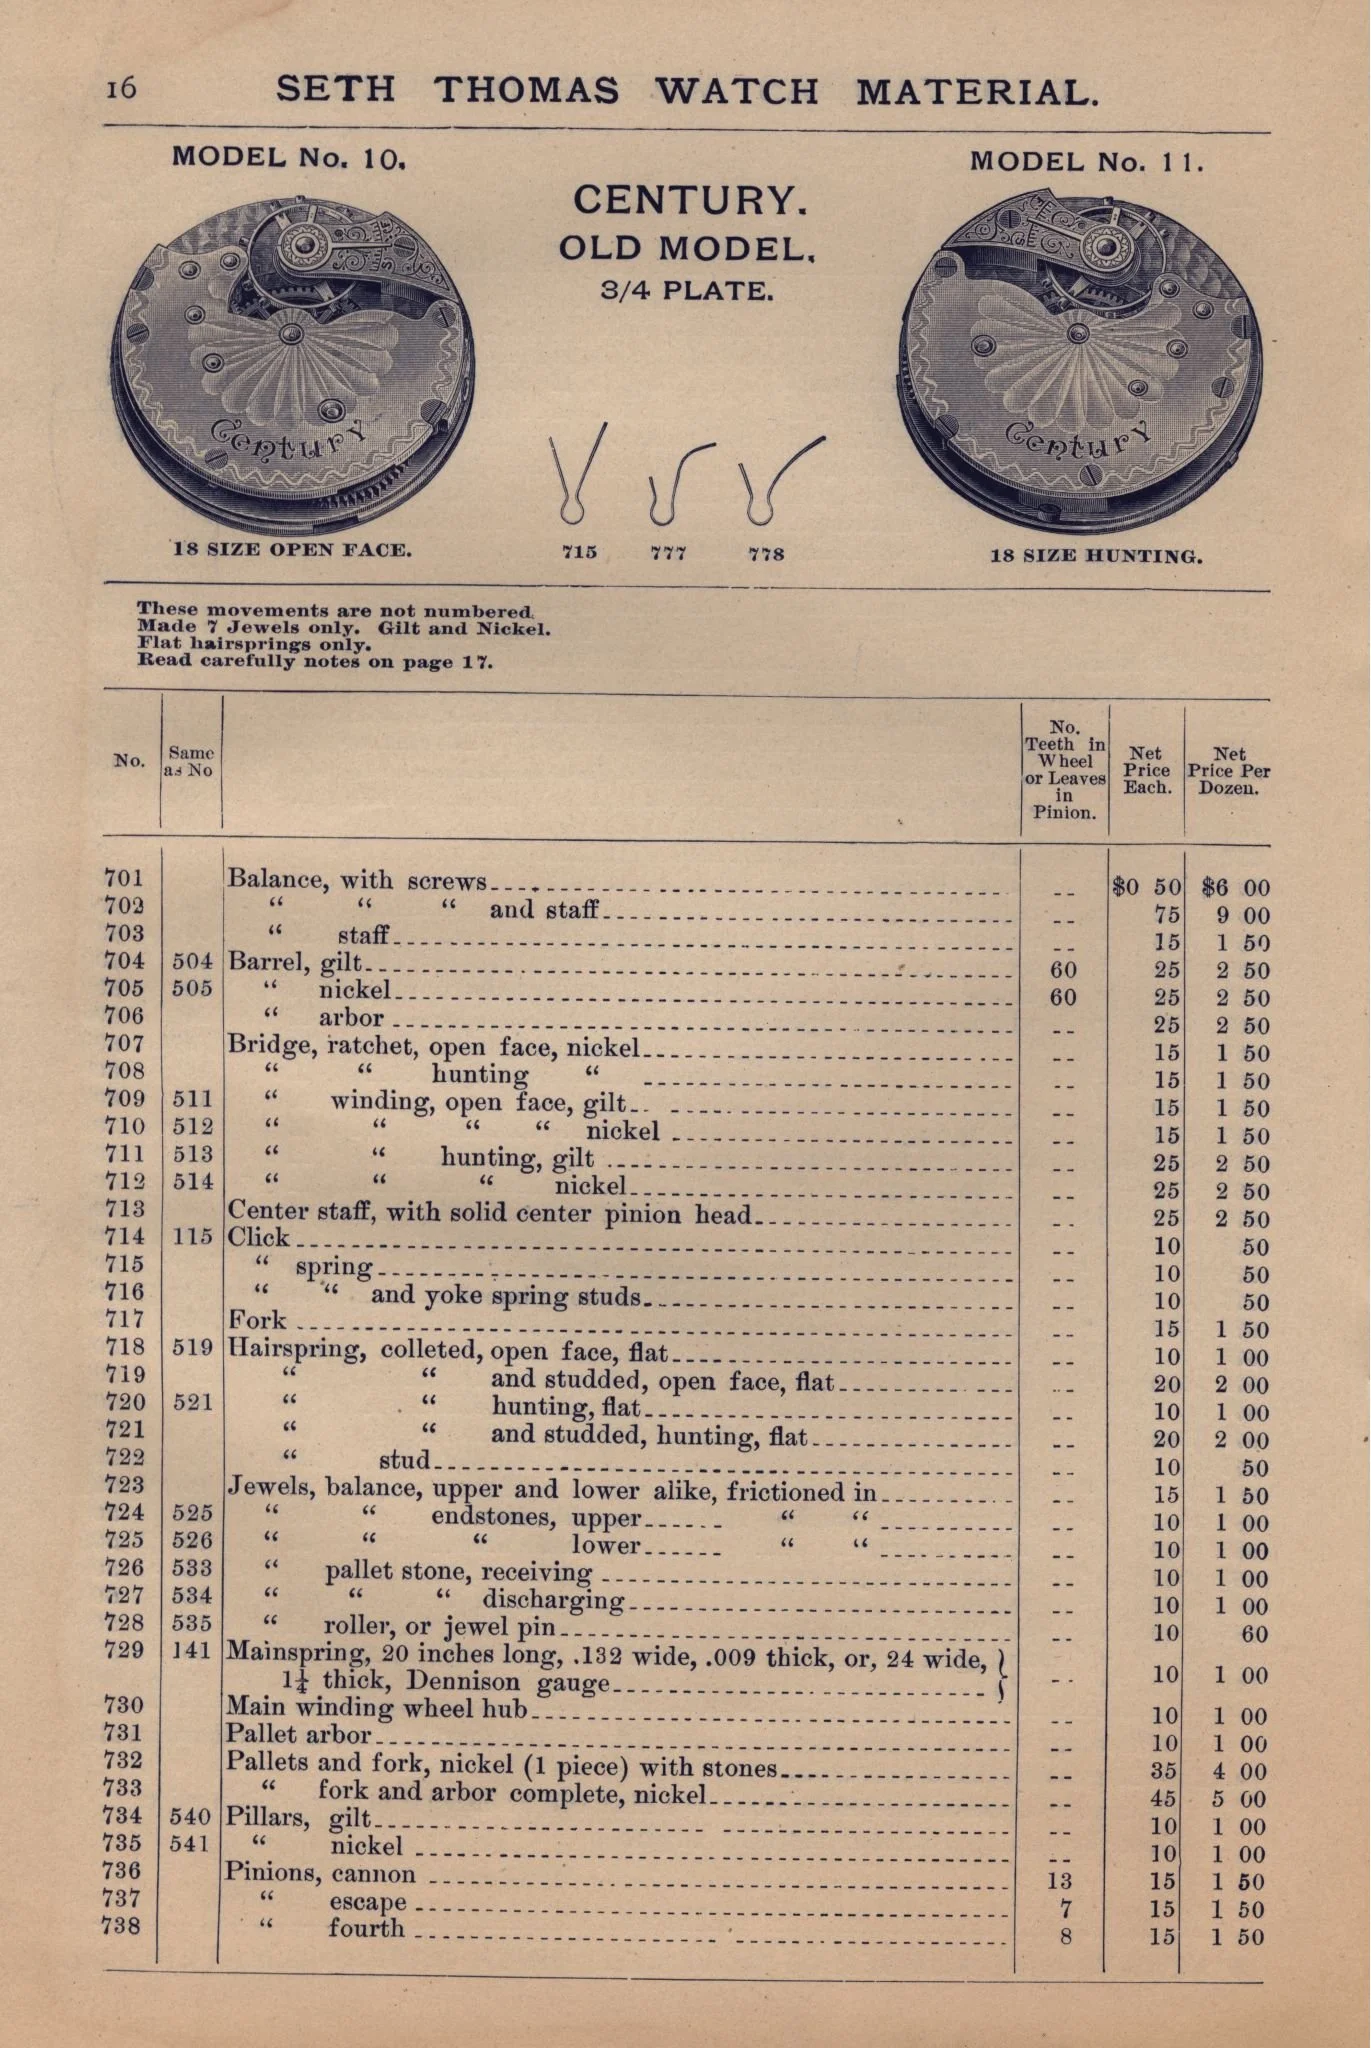 16 SETH THOMAS WATCH MATERIAL.
MODEL No. 10.
CENTURY.
OLD MODEL.
3/4 PLATE.
MODEL No. 11.
Century
Century
18 SIZE OPEN FACE.
715 777 778
18 SIZE HUNTING.
These movements are not numbered.
Made 7 Jewels only. Gilt and Nickel.
Flat hairsprings only.
Read carefully notes on page 17.
No. | Same as No | | No. Teeth in Wheel or Leaves in Pinion. | Net Price Each. | Net Price Per Dozen.
701 Balance, with screws -- $0 50 $6 00
702 “ “ “ and staff -- 75 9 00
703 “ staff -- 15 1 50
704 504 Barrel, gilt 60 25 2 50
705 505 “ nickel 60 25 2 50
706 “ arbor -- 25 2 50
707 Bridge, ratchet, open face, nickel -- 15 1 50
708 “ “ hunting “ -- 15 1 50
709 511 “ winding, open face, gilt -- 15 1 50
710 512 “ “ “ “ nickel -- 15 1 50
711 513 “ “ hunting, gilt -- 25 2 50
712 514 “ “ “ nickel -- 25 2 50
713 Center staff, with solid center pinion head -- 25 2 50
714 115 Click -- 10 50
715 “ spring -- 10 50
716 “ “ and yoke spring studs -- 10 50
717 Fork -- 15 1 50
718 519 Hairspring, colleted, open face, flat -- 10 1 00
719 “ “ and studded, open face, flat -- 20 2 00
720 521 “ “ hunting, flat -- 10 1 00
721 “ “ and studded, hunting, flat -- 20 2 00
722 “ stud -- 10 50
723 Jewels, balance, upper and lower alike, frictioned in -- 15 1 50
724 525 “ “ endstones, upper “ “ -- 10 1 00
725 526 “ “ “ lower “ “ -- 10 1 00
726 533 “ pallet stone, receiving -- 10 1 00
727 534 “ “ “ discharging -- 10 1 00
728 535 “ roller, or jewel pin -- 10 60
729 141 Mainspring, 20 inches long, .132 wide, .009 thick, or, 24 wide,
1¼ thick, Dennison gauge -- 10 1 00
730 Main winding wheel hub -- 10 1 00
731 Pallet arbor -- 10 1 00
732 Pallets and fork, nickel (1 piece) with stones -- 35 4 00
733 “ fork and arbor complete, nickel -- 45 5 00
734 540 Pillars, gilt -- 10 1 00
735 541 “ nickel -- 10 1 00
736 Pinions, cannon 13 15 1 50
737 “ escape 7 15 1 50
738 “ fourth 8 15 1 50